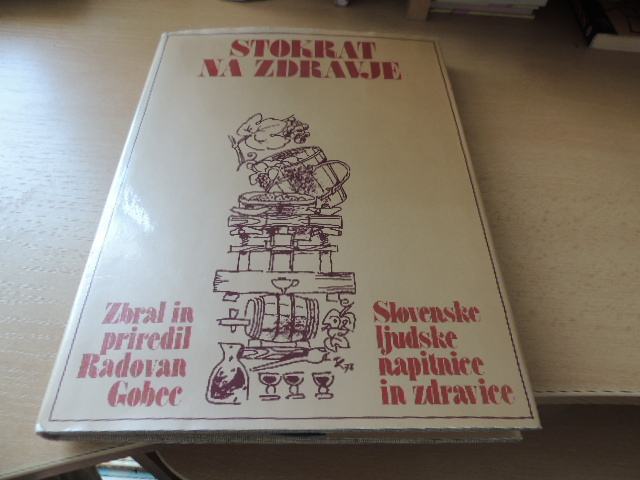 STOKRAT
NA ZDRAVJE
Zbral in
priredil
Radovan
Gobec
Slovenske
ljudske
napitnice
in zdravice